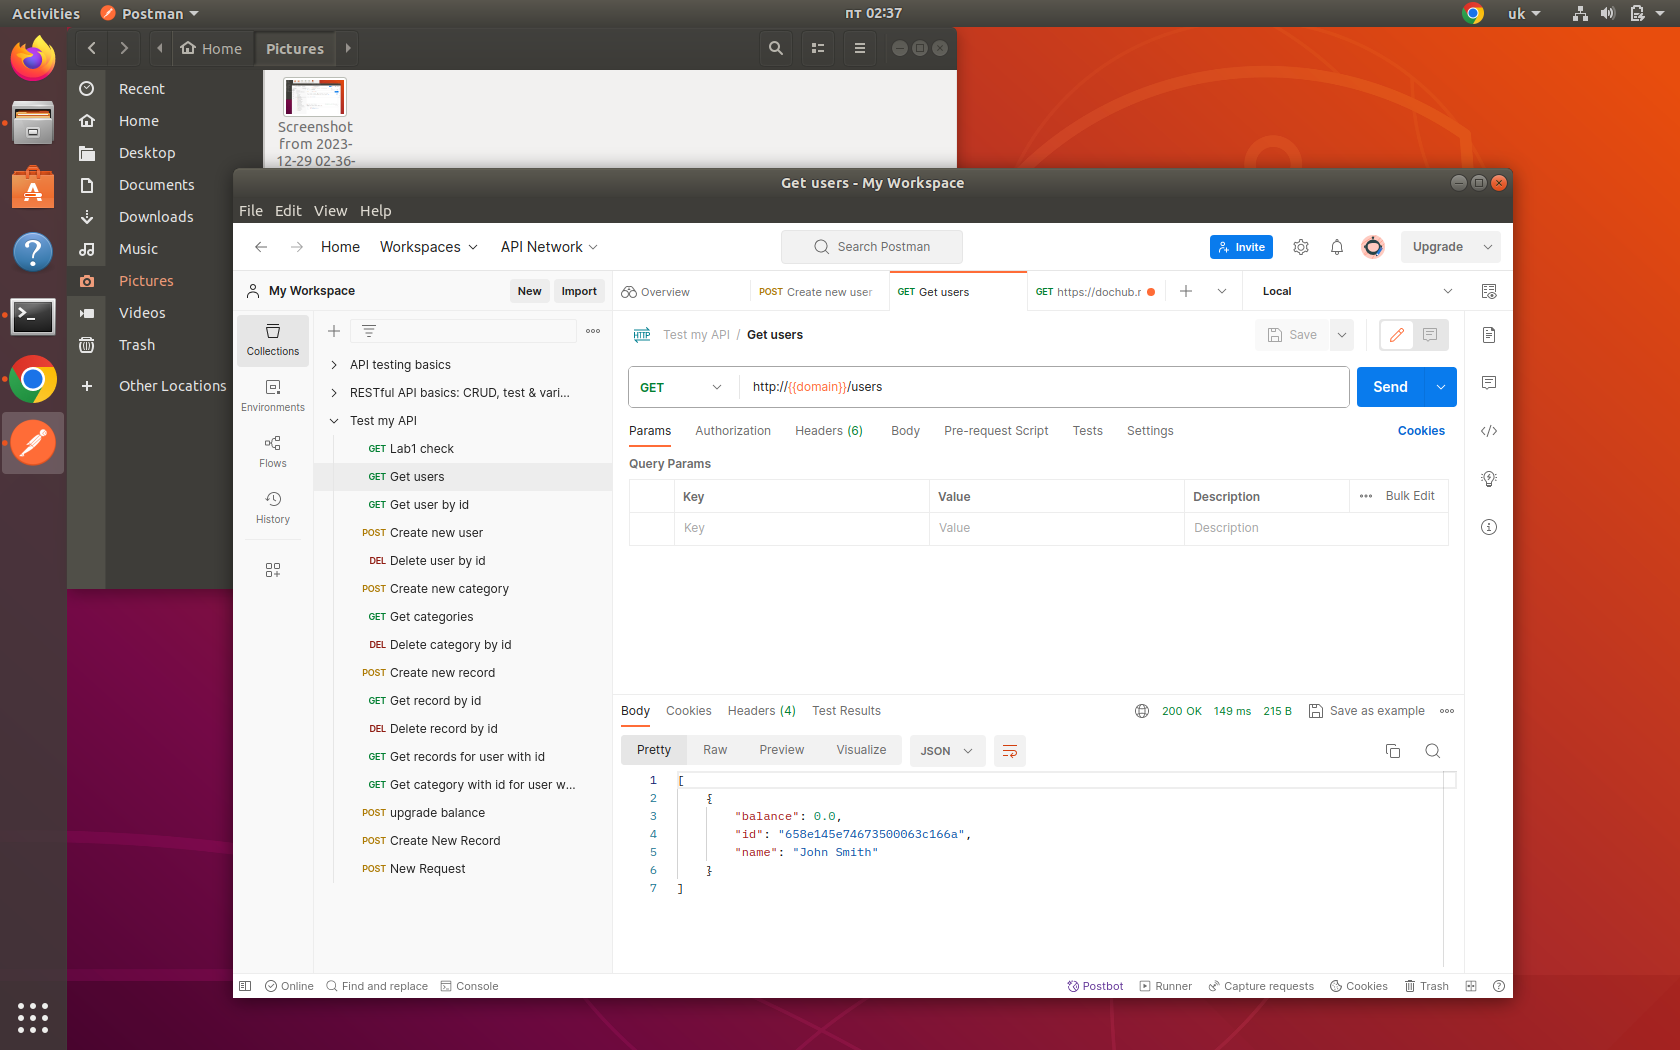 Activities
Postman
пт 02:37
uk
Home
Pictures
Recent
Home
Desktop
Documents
Downloads
Music
Pictures
Videos
Trash
Other Locations
Screenshot
from 2023-
12-29 02-36-
Get users - My Workspace
File Edit View Help
Home Workspaces API Network
Search Postman
Invite
Upgrade
My Workspace
New
Import
Overview
POST Create new user
GET Get users
GET https://dochub.r
Local
Collections
Environments
Flows
History
API testing basics
RESTful API basics: CRUD, test & vari...
Test my API
GET Lab1 check
GET Get users
GET Get user by id
POST Create new user
DEL Delete user by id
POST Create new category
GET Get categories
DEL Delete category by id
POST Create new record
GET Get record by id
DEL Delete record by id
GET Get records for user with id
GET Get category with id for user w...
POST upgrade balance
POST Create New Record
POST New Request
HTTP Test my API / Get users
Save
GET
http://{{domain}}/users
Send
Params Authorization Headers (6) Body Pre-request Script Tests Settings
Cookies
Query Params
Key Value Description Bulk Edit
Key Value Description
Body Cookies Headers (4) Test Results
200 OK 149 ms 215 B
Save as example
Pretty Raw Preview Visualize JSON
1 [
2 {
3 "balance": 0.0,
4 "id": "658e145e74673500063c166a",
5 "name": "John Smith"
6 }
7 ]
Online Find and replace Console
Postbot Runner Capture requests Cookies Trash